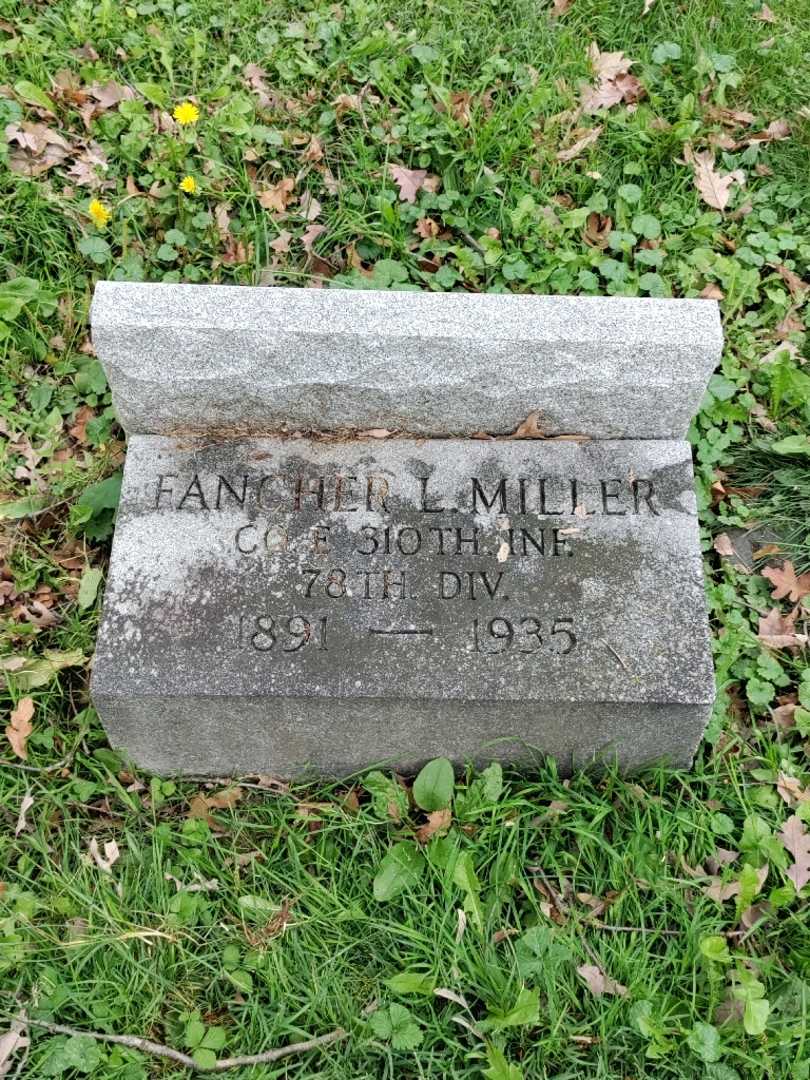 FANCHER L. MILLER
CO. E 310TH. INF.
78TH. DIV.
1891 — 1935